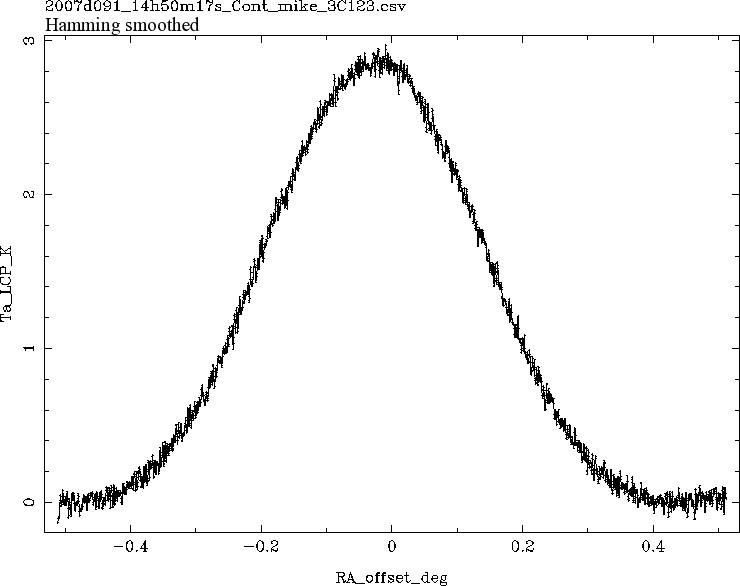 2007d091_14h50m17s_Cont_mike_3C123.csv
Hamming smoothed
3
2
1
0
Ta_LCP_K
−0.4 −0.2 0 0.2 0.4
RA_offset_deg